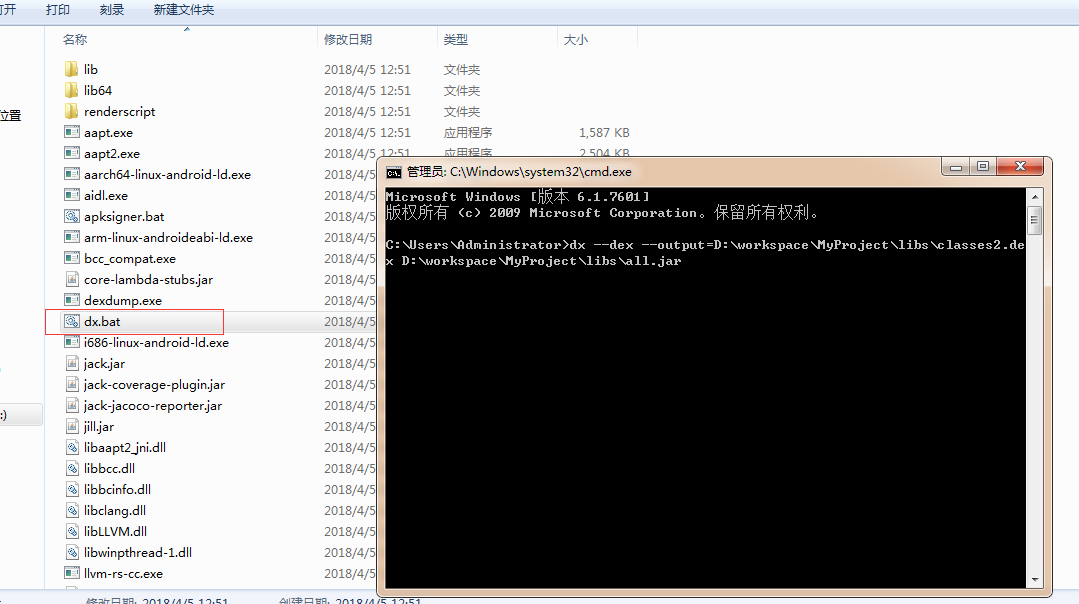 打开 打印 刻录 新建文件夹
名称 修改日期 类型 大小
位置
lib 2018/4/5 12:51 文件夹
lib64 2018/4/5 12:51 文件夹
renderscript 2018/4/5 12:51 文件夹
aapt.exe 2018/4/5 12:51 应用程序 1,587 KB
aapt2.exe 2018/4/5 12:51 应用程序 2,504 KB
aarch64-linux-android-ld.exe 2018/4/5
aidl.exe 2018/4/5
apksigner.bat 2018/4/5
arm-linux-androideabi-ld.exe 2018/4/5
bcc_compat.exe 2018/4/5
core-lambda-stubs.jar 2018/4/5
dexdump.exe 2018/4/5
dx.bat 2018/4/5
i686-linux-android-ld.exe 2018/4/5
jack.jar 2018/4/5
jack-coverage-plugin.jar 2018/4/5
jack-jacoco-reporter.jar 2018/4/5
:)
jill.jar 2018/4/5
libaapt2_jni.dll 2018/4/5
libbcc.dll 2018/4/5
libbcinfo.dll 2018/4/5
libclang.dll 2018/4/5
libLLVM.dll 2018/4/5
libwinpthread-1.dll 2018/4/5
llvm-rs-cc.exe 2018/4/5
修改日期: 2018/4/5 12:51 创建日期: 2018/4/5 12:51
管理员: C:\Windows\system32\cmd.exe
Microsoft Windows [版本 6.1.7601]
版权所有 (c) 2009 Microsoft Corporation。保留所有权利。
C:\Users\Administrator>dx --dex --output=D:\workspace\MyProject\libs\classes2.de
x D:\workspace\MyProject\libs\all.jar